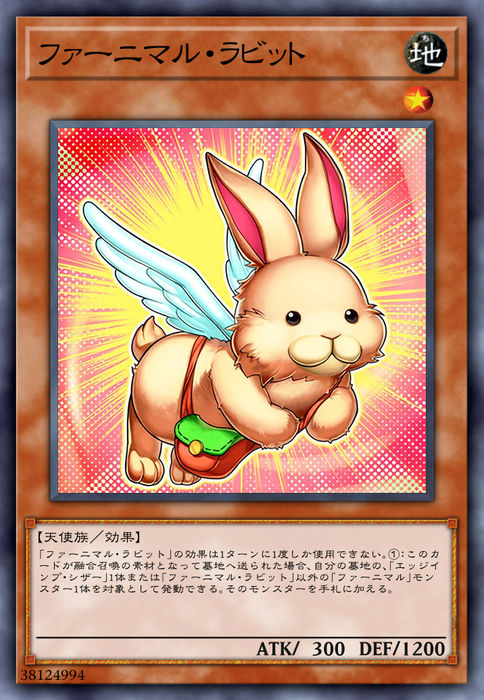 ファーニマル・ラビット
ち
地
【天使族/効果】
「ファーニマル・ラビット」の効果は1ターンに1度しか使用できない。①:このカ
ードが融合召喚の素材となって墓地へ送られた場合、自分の墓地の、「エッジイ
ンプ・シザー」1体または「ファーニマル・ラビット」以外の「ファーニマル」モン
スター1体を対象として発動できる。そのモンスターを手札に加える。
ATK/ 300 DEF/1200
38124994